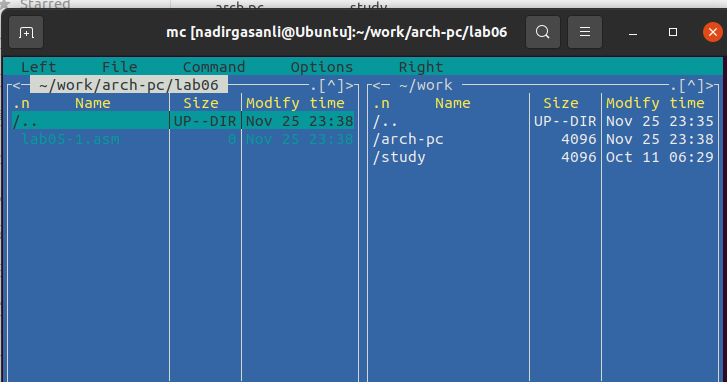 Starred arch-pc study
mc [nadirgasanli@Ubuntu]:~/work/arch-pc/lab06
Left File Command Options Right
<─ ~/work/arch-pc/lab06 ─.[^]>
.n Name Size Modify time
/.. UP--DIR Nov 25 23:38
lab05-1.asm 0 Nov 25 23:38
<─ ~/work ─.[^]>
.n Name Size Modify time
/.. UP--DIR Nov 25 23:35
/arch-pc 4096 Nov 25 23:38
/study 4096 Oct 11 06:29